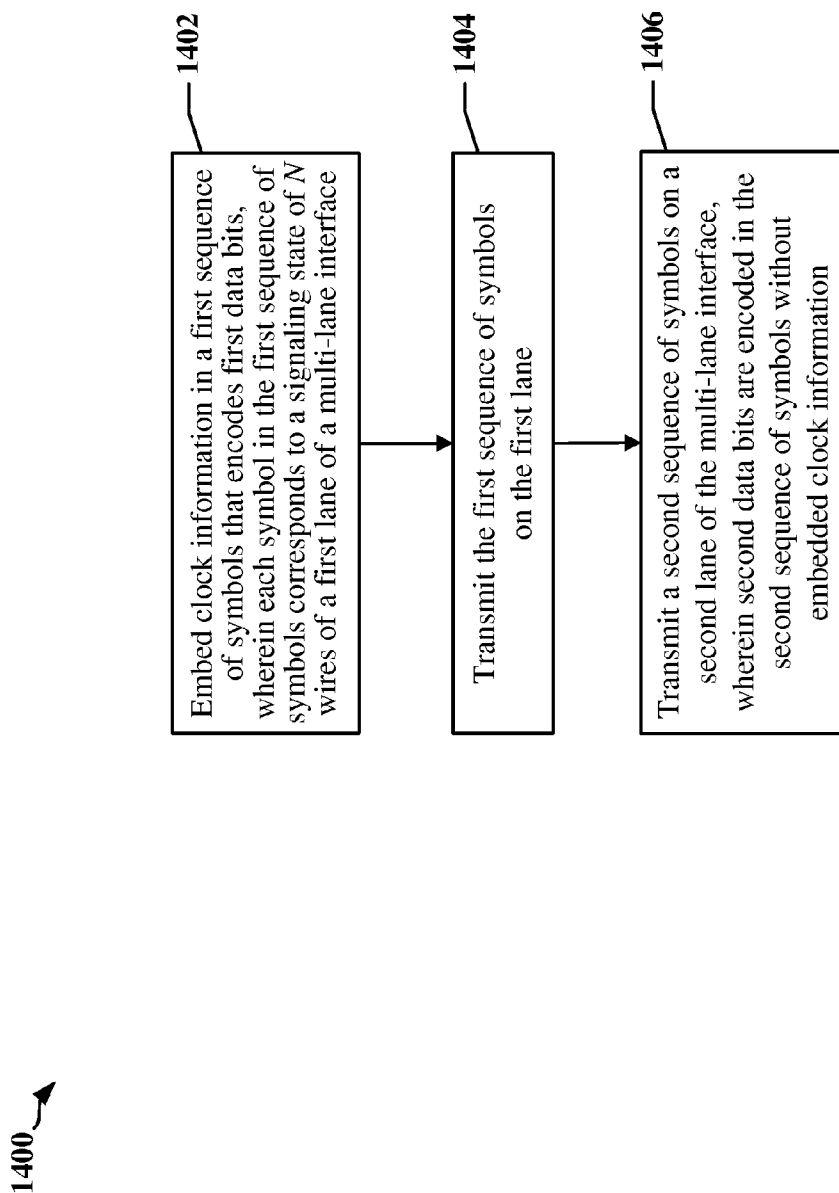 1400
1402
Embed clock information in a first sequence
of symbols that encodes first data bits,
wherein each symbol in the first sequence of
symbols corresponds to a signaling state of N
wires of a first lane of a multi-lane interface
1404
Transmit the first sequence of symbols
on the first lane
1406
Transmit a second sequence of symbols on a
second lane of the multi-lane interface,
wherein second data bits are encoded in the
second sequence of symbols without
embedded clock information